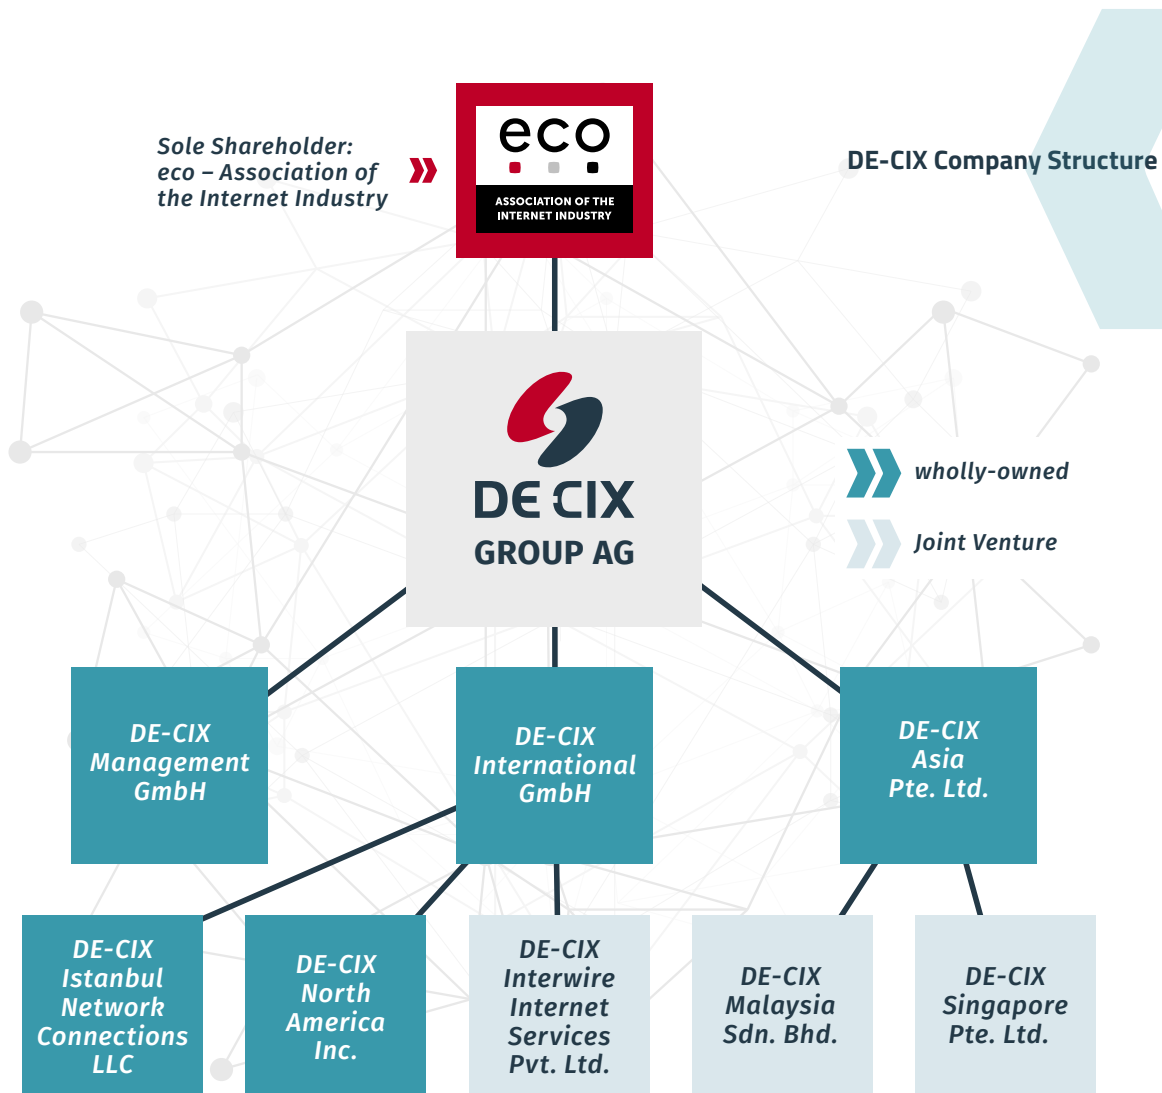 Sole Shareholder:
eco – Association of
the Internet Industry
eco
ASSOCIATION OF THE
INTERNET INDUSTRY
DE-CIX Company Structure
DE CIX
GROUP AG
wholly-owned
Joint Venture
DE-CIX
Management
GmbH
DE-CIX
International
GmbH
DE-CIX
Asia
Pte. Ltd.
DE-CIX
Istanbul
Network
Connections
LLC
DE-CIX
North
America
Inc.
DE-CIX
Interwire
Internet
Services
Pvt. Ltd.
DE-CIX
Malaysia
Sdn. Bhd.
DE-CIX
Singapore
Pte. Ltd.